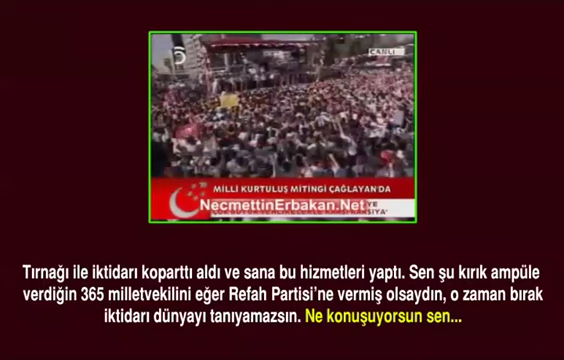 CANLI
MİLLİ KURTULUŞ MİTİNGİ ÇAĞLAYAN'DA
NecmettinErbakan.Net
Tırnağı ile iktidarı koparttı aldı ve sana bu hizmetleri yaptı. Sen şu kırık ampüle
verdiğin 365 milletvekilini eğer Refah Partisi'ne vermiş olsaydın, o zaman bırak
iktidarı dünyayı tanıyamazsın. Ne konuşuyorsun sen...